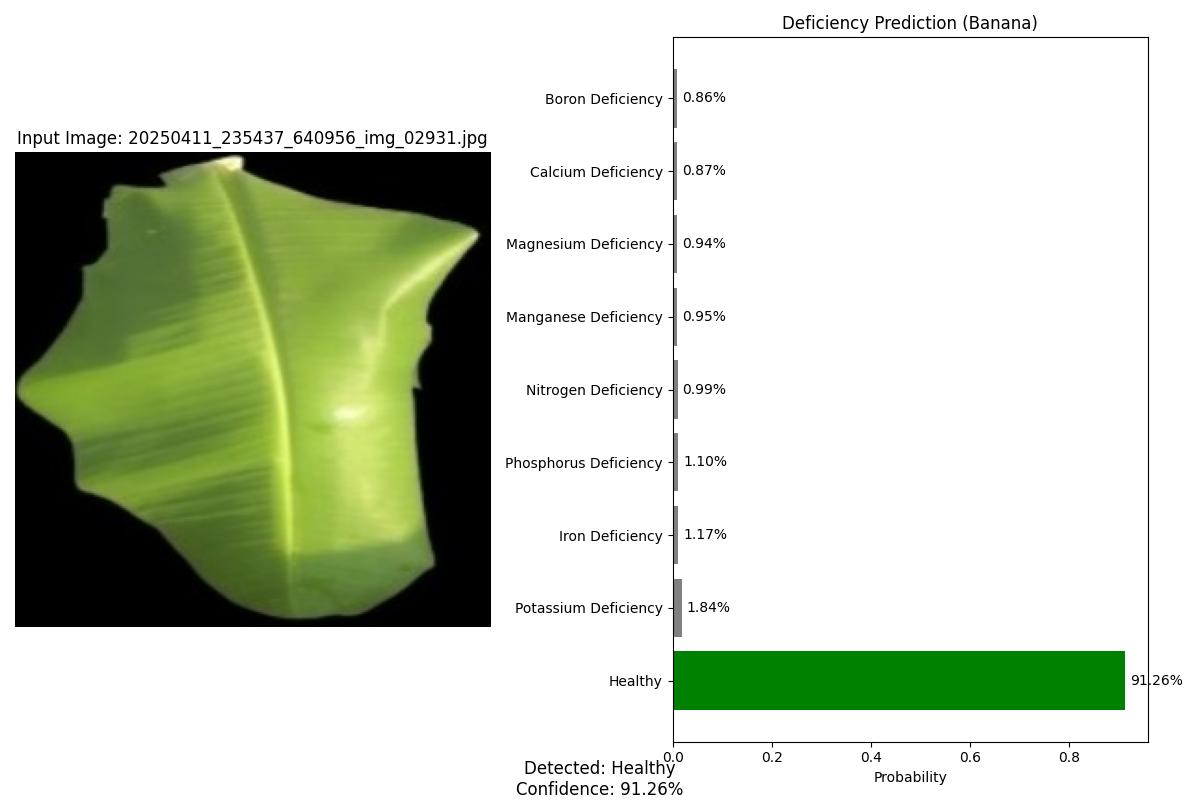 Input Image: 20250411_235437_640956_img_02931.jpg
Deficiency Prediction (Banana)
Boron Deficiency 0.86%
Calcium Deficiency 0.87%
Magnesium Deficiency 0.94%
Manganese Deficiency 0.95%
Nitrogen Deficiency 0.99%
Phosphorus Deficiency 1.10%
Iron Deficiency 1.17%
Potassium Deficiency 1.84%
Healthy 91.26%
0.0 0.2 0.4 0.6 0.8
Probability
Detected: Healthy
Confidence: 91.26%